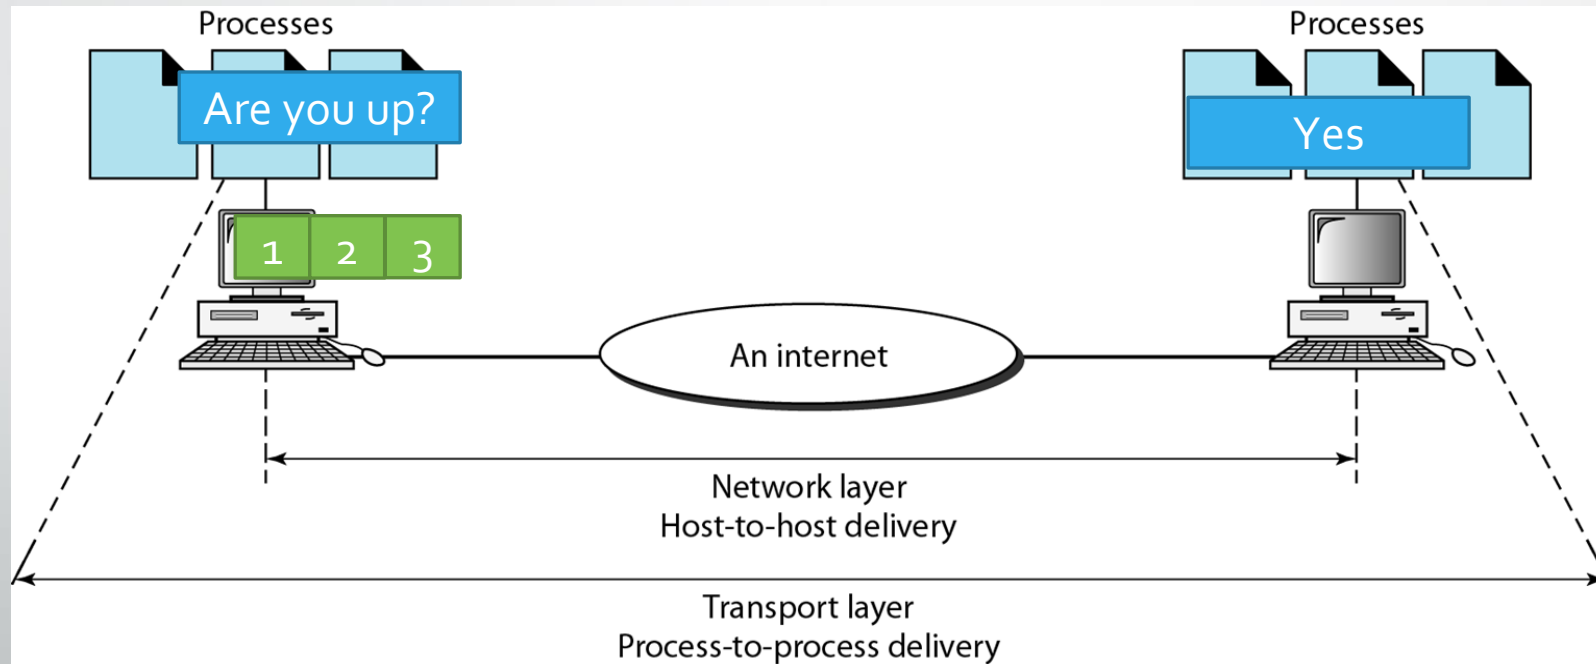 Processes
Processes
Are you up?
Yes
1 2 3
An internet
Network layer
Host-to-host delivery
Transport layer
Process-to-process delivery